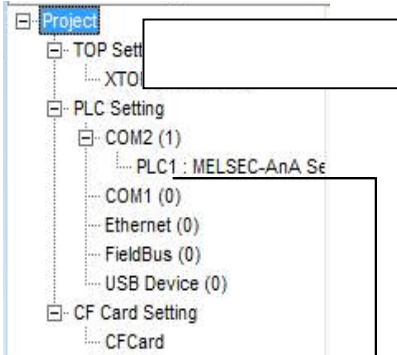 Project
TOP Sett
XTO
PLC Setting
COM2 (1)
PLC1 : MELSEC-AnA Se
COM1 (0)
Ethernet (0)
FieldBus (0)
USB Device (0)
CF Card Setting
CFCard